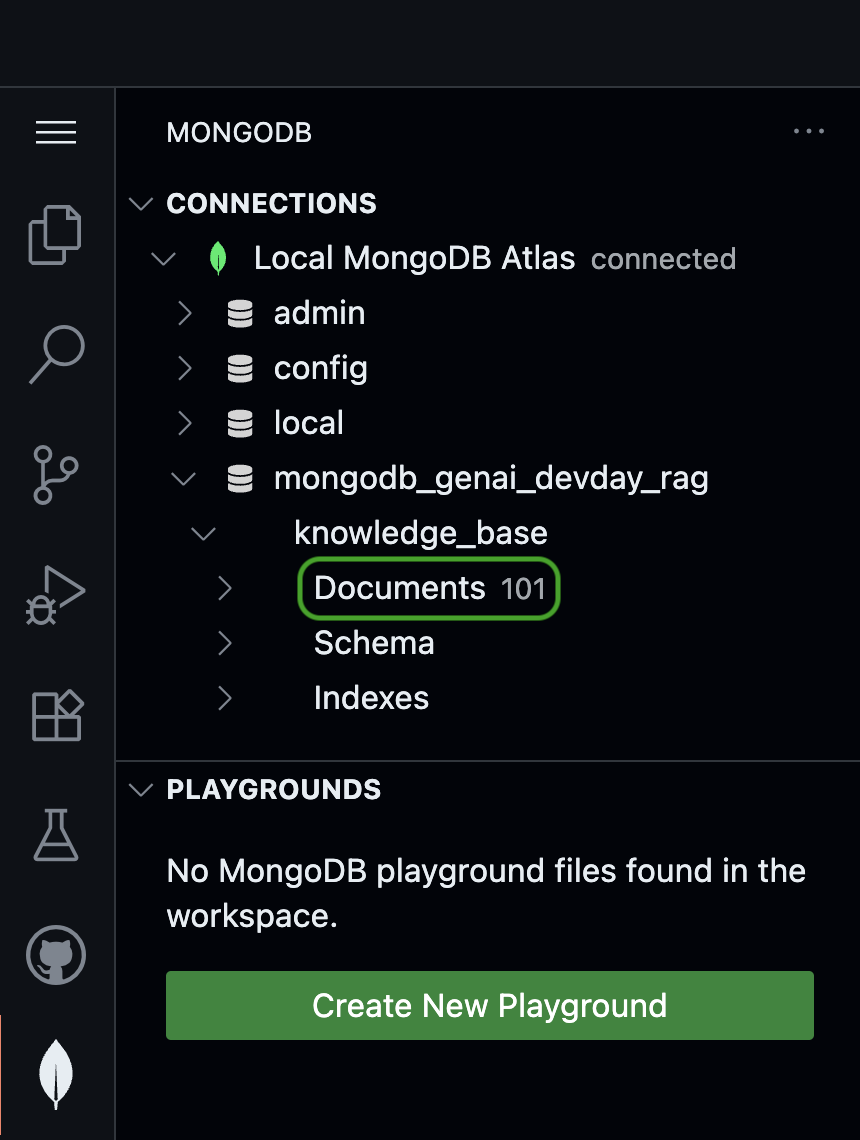 MONGODB
CONNECTIONS
Local MongoDB Atlas connected
admin
config
local
mongodb_genai_devday_rag
knowledge_base
Documents 101
Schema
Indexes
PLAYGROUNDS
No MongoDB playground files found in the
workspace.
Create New Playground